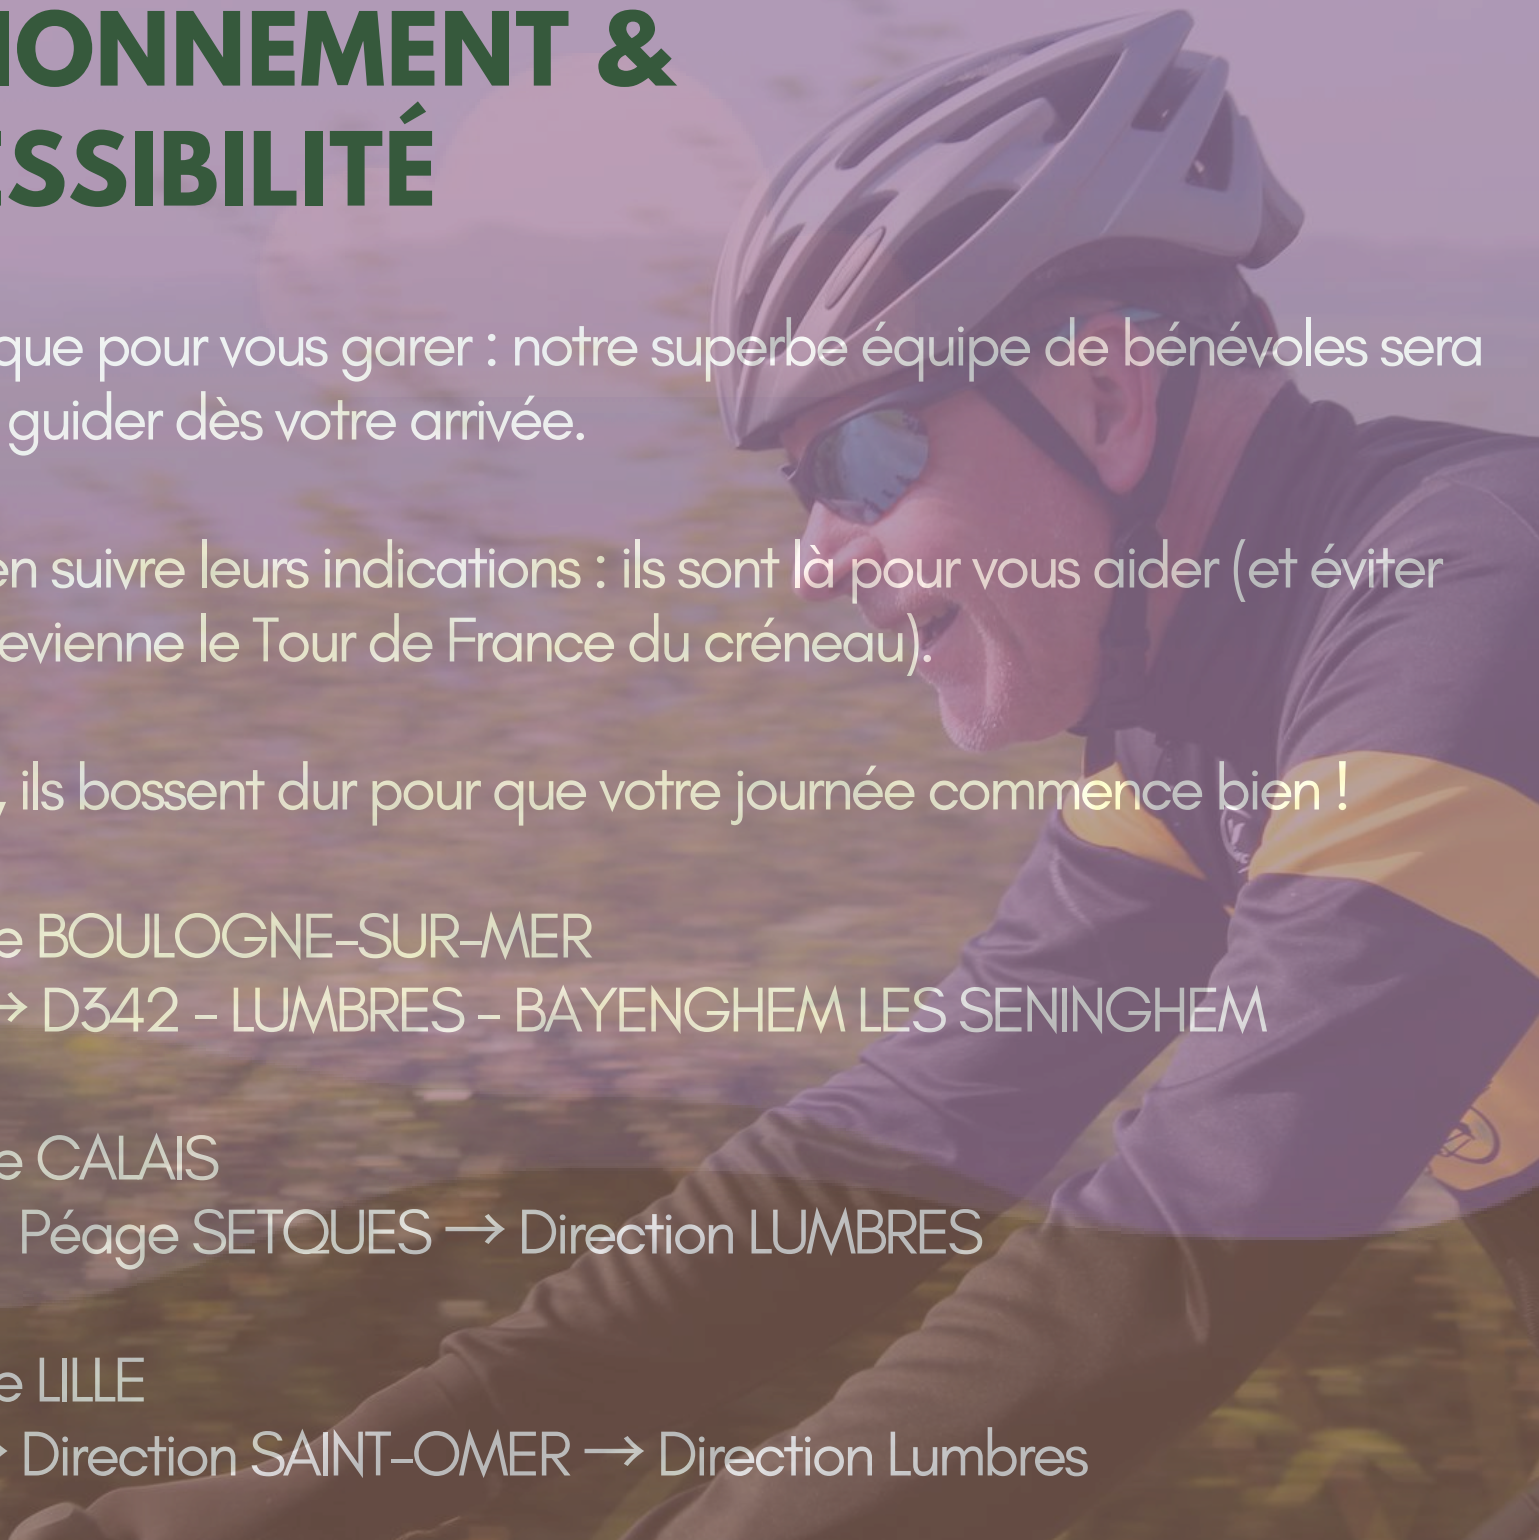 IONNEMENT &
ESSIBILITÉ
que pour vous garer : notre superbe équipe de bénévoles sera
guider dès votre arrivée.
en suivre leurs indications : ils sont là pour vous aider (et éviter
evienne le Tour de France du créneau).
, ils bossent dur pour que votre journée commence bien !
e BOULOGNE-SUR-MER
→ D342 - LUMBRES - BAYENGHEM LES SENINGHEM
e CALAIS
Péage SETQUES → Direction LUMBRES
e LILLE
→ Direction SAINT-OMER → Direction Lumbres